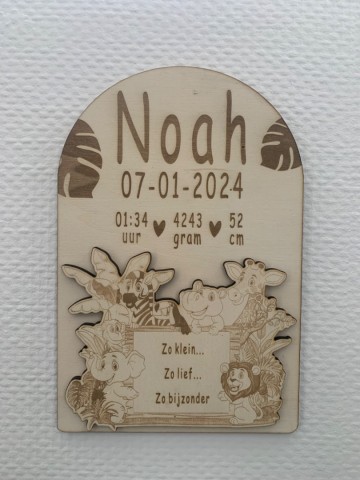 Noah
07-01-2024
01:34 ♥ 4243 ♥ 52
uur gram cm
Zo klein...
Zo lief...
Zo bijzonder